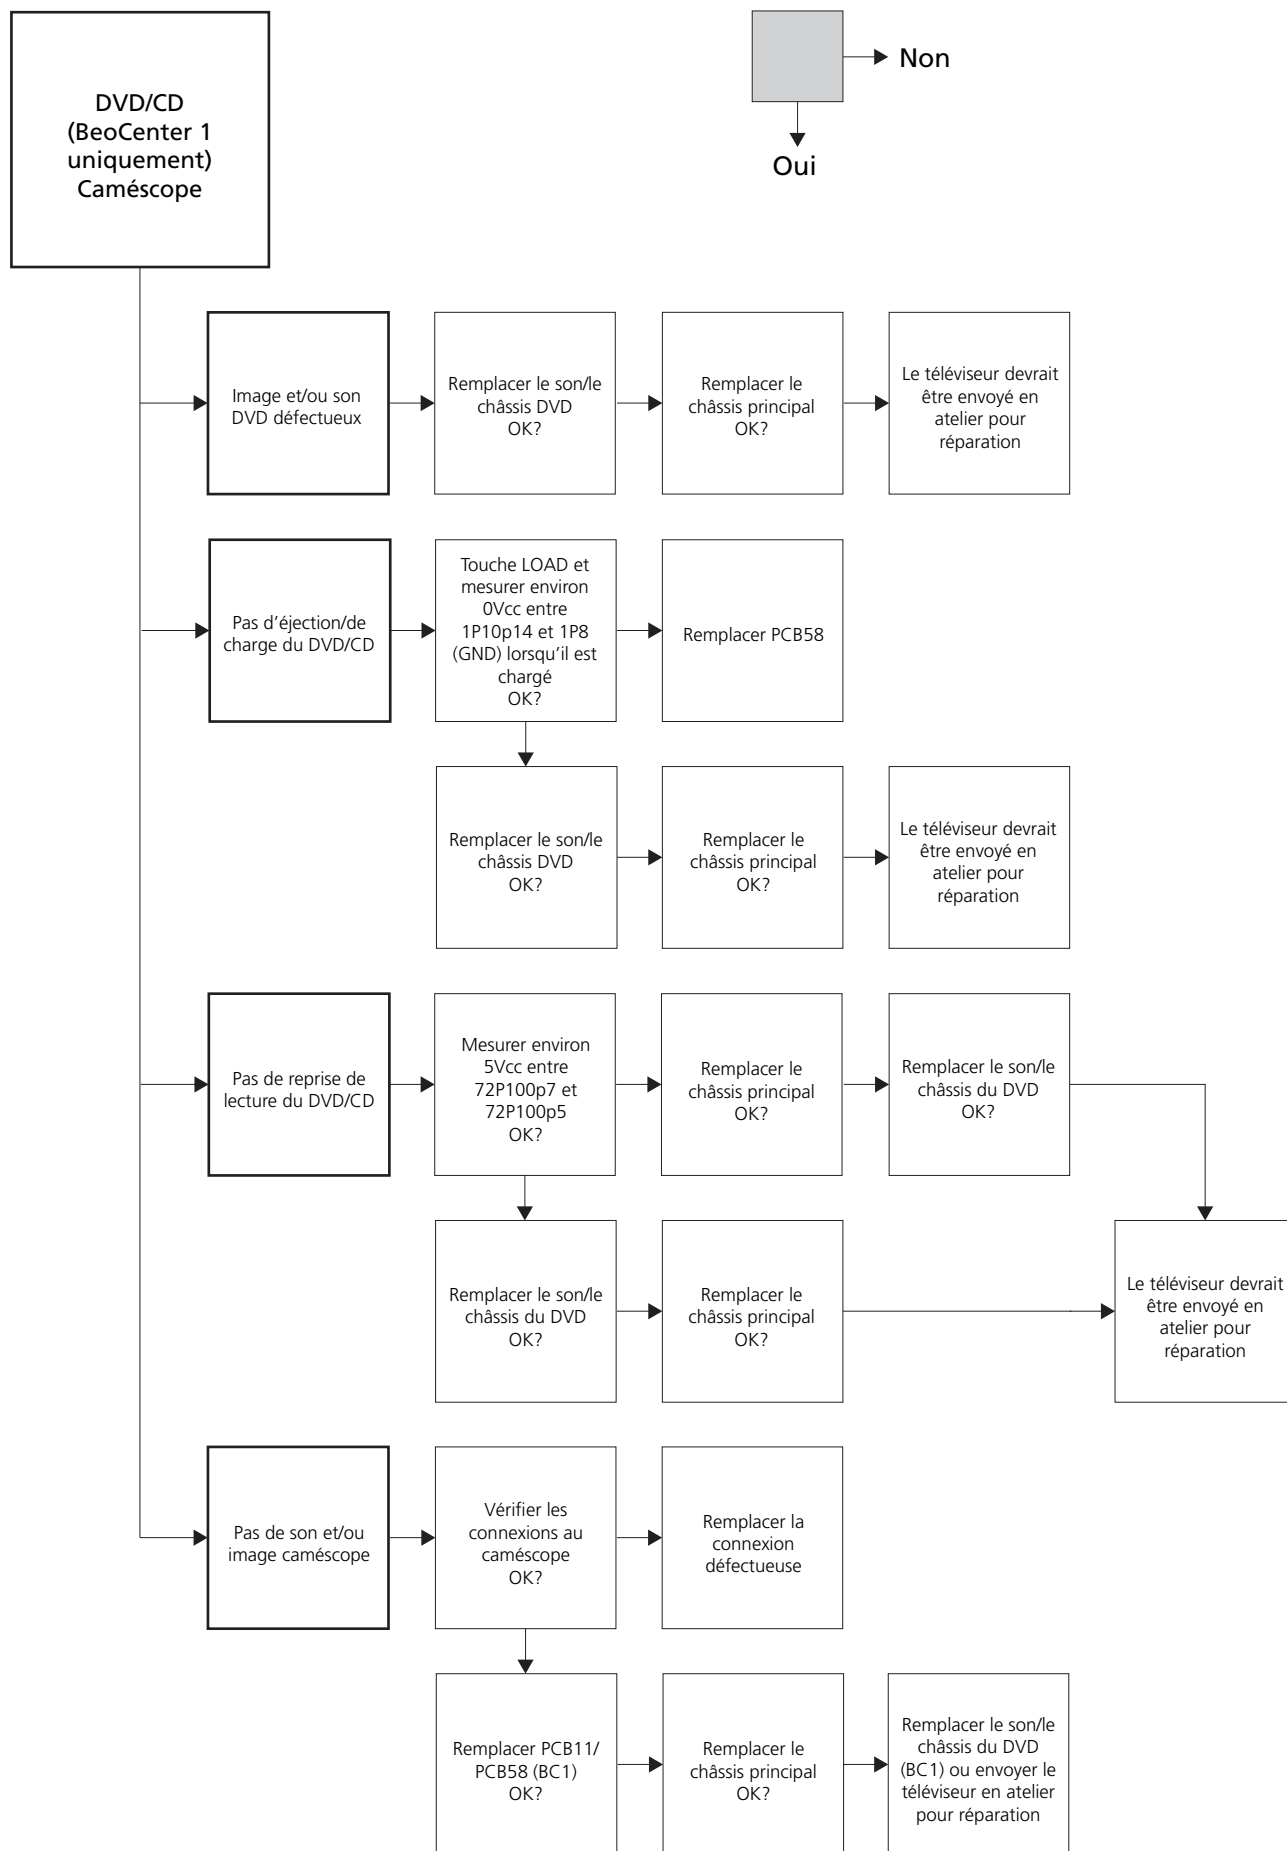 DVD/CD
(BeoCenter 1
uniquement)
Caméscope
Non
Oui
Image et/ou son
DVD défectueux
Remplacer le son/le
châssis DVD
OK?
Remplacer le
châssis principal
OK?
Le téléviseur devrait
être envoyé en
atelier pour
réparation
Pas d'éjection/de
charge du DVD/CD
Touche LOAD et
mesurer environ
0Vcc entre
1P10p14 et 1P8
(GND) lorsqu'il est
chargé
OK?
Remplacer PCB58
Remplacer le son/le
châssis DVD
OK?
Remplacer le
châssis principal
OK?
Le téléviseur devrait
être envoyé en
atelier pour
réparation
Pas de reprise de
lecture du DVD/CD
Mesurer environ
5Vcc entre
72P100p7 et
72P100p5
OK?
Remplacer le
châssis principal
OK?
Remplacer le son/le
châssis du DVD
OK?
Remplacer le son/le
châssis du DVD
OK?
Remplacer le
châssis principal
OK?
Le téléviseur devrait
être envoyé en
atelier pour
réparation
Pas de son et/ou
image caméscope
Vérifier les
connexions au
caméscope
OK?
Remplacer la
connexion
défectueuse
Remplacer PCB11/
PCB58 (BC1)
OK?
Remplacer le
châssis principal
OK?
Remplacer le son/le
châssis du DVD
(BC1) ou envoyer le
téléviseur en atelier
pour réparation